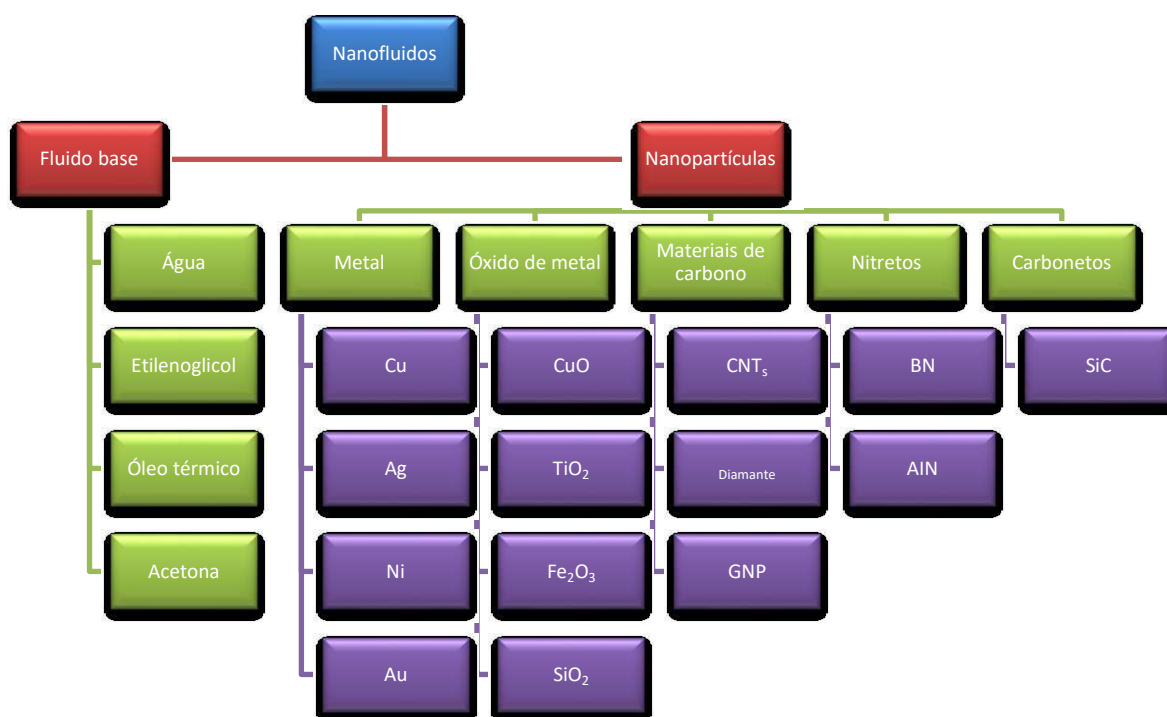 Nanofluidos
Fluido base
Nanopartículas
Água
Metal
Óxido de metal
Materiais de
carbono
Nitretos
Carbonetos
Etilenoglicol
Cu
CuO
CNTₛ
BN
SiC
Óleo térmico
Ag
TiO₂
Diamante
AIN
Acetona
Ni
Fe₂O₃
GNP
Au
SiO₂